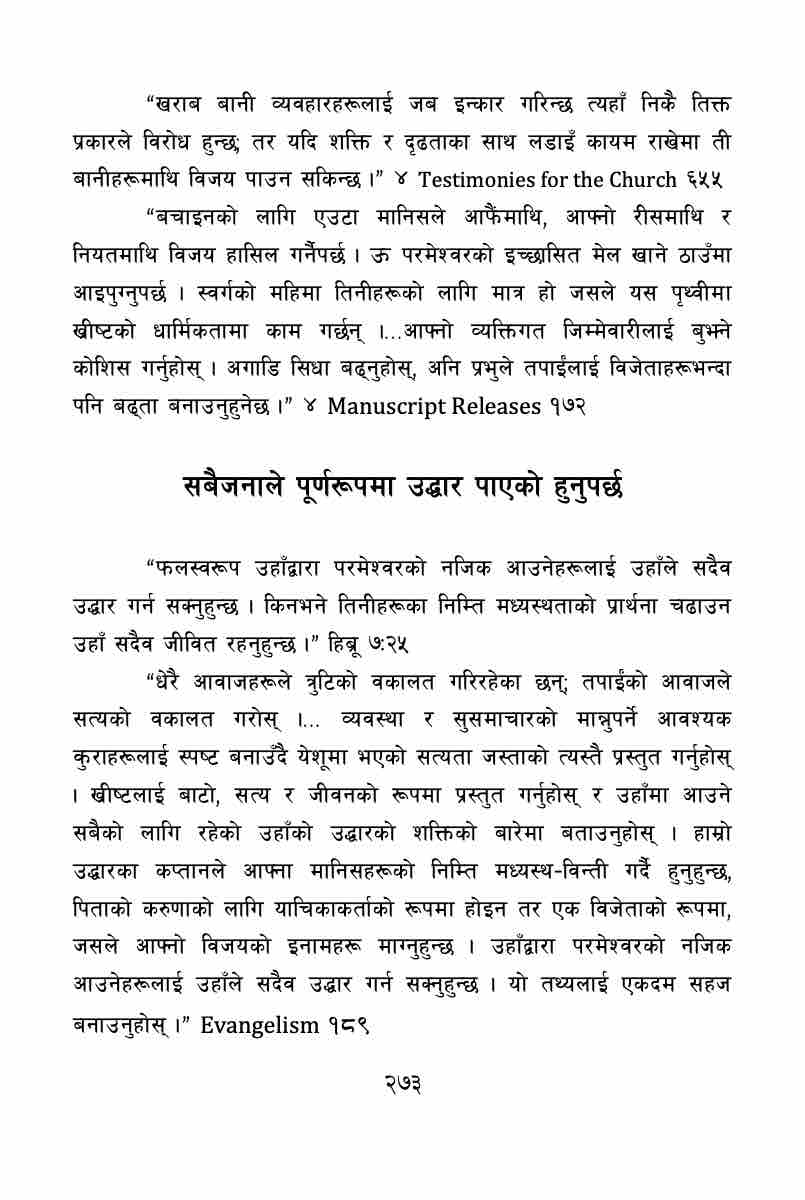 “खराब बानी व्यवहारहरूलाई जब इन्कार गरिन्छ त्यहाँ निकै तिक्त
प्रकारले विरोध हुन्छ; तर यदि शक्ति र दृढताका साथ लडाइँ कायम राखेमा ती
बानीहरूमाथि विजय पाउन सकिन्छ ।” ४ Testimonies for the Church ६५५
“बचाइनको लागि एउटा मानिसले आफैंमाथि, आफ्नो रीसमाथि र
नियतमाथि विजय हासिल गर्नैपर्छ । ऊ परमेश्वरको इच्छासित मेल खाने ठाउँमा
आइपुग्नुपर्छ । स्वर्गको महिमा तिनीहरूको लागि मात्र हो जसले यस पृथ्वीमा
ख्रीष्टको धार्मिकतामा काम गर्छन् ।...आफ्नो व्यक्तिगत जिम्मेवारीलाई बुझ्ने
कोशिस गर्नुहोस् । अगाडि सिधा बढ्नुहोस्, अनि प्रभुले तपाईंलाई विजेताहरूभन्दा
पनि बढ्ता बनाउनुहुनेछ ।” ४ Manuscript Releases १७२
सबैजनाले पूर्णरूपमा उद्धार पाएको हुनुपर्छ
“फलस्वरूप उहाँद्वारा परमेश्वरको नजिक आउनेहरूलाई उहाँले सदैव
उद्धार गर्न सक्नुहुन्छ । किनभने तिनीहरूका निम्ति मध्यस्थताको प्रार्थना चढाउन
उहाँ सदैव जीवित रहनुहुन्छ ।” हिब्रू ७:२५
“धेरै आवाजहरूले त्रुटिको वकालत गरिरहेका छन्; तपाईंको आवाजले
सत्यको वकालत गरोस् ।... व्यवस्था र सुसमाचारको मान्नुपर्ने आवश्यक
कुराहरूलाई स्पष्ट बनाउँदै येशूमा भएको सत्यता जस्ताको त्यस्तै प्रस्तुत गर्नुहोस्
। ख्रीष्टलाई बाटो, सत्य र जीवनको रूपमा प्रस्तुत गर्नुहोस् र उहाँमा आउने
सबैको लागि रहेको उहाँको उद्धारको शक्तिको बारेमा बताउनुहोस् । हाम्रो
उद्धारका कप्तानले आफ्ना मानिसहरूको निम्ति मध्यस्थ-विन्ती गर्दै हुनुहुन्छ,
पिताको करुणाको लागि याचिकाकर्ताको रूपमा होइन तर एक विजेताको रूपमा,
जसले आफ्नो विजयको इनामहरू माग्नुहुन्छ । उहाँद्वारा परमेश्वरको नजिक
आउनेहरूलाई उहाँले सदैव उद्धार गर्न सक्नुहुन्छ । यो तथ्यलाई एकदम सहज
बनाउनुहोस् ।” Evangelism १८९
२७३